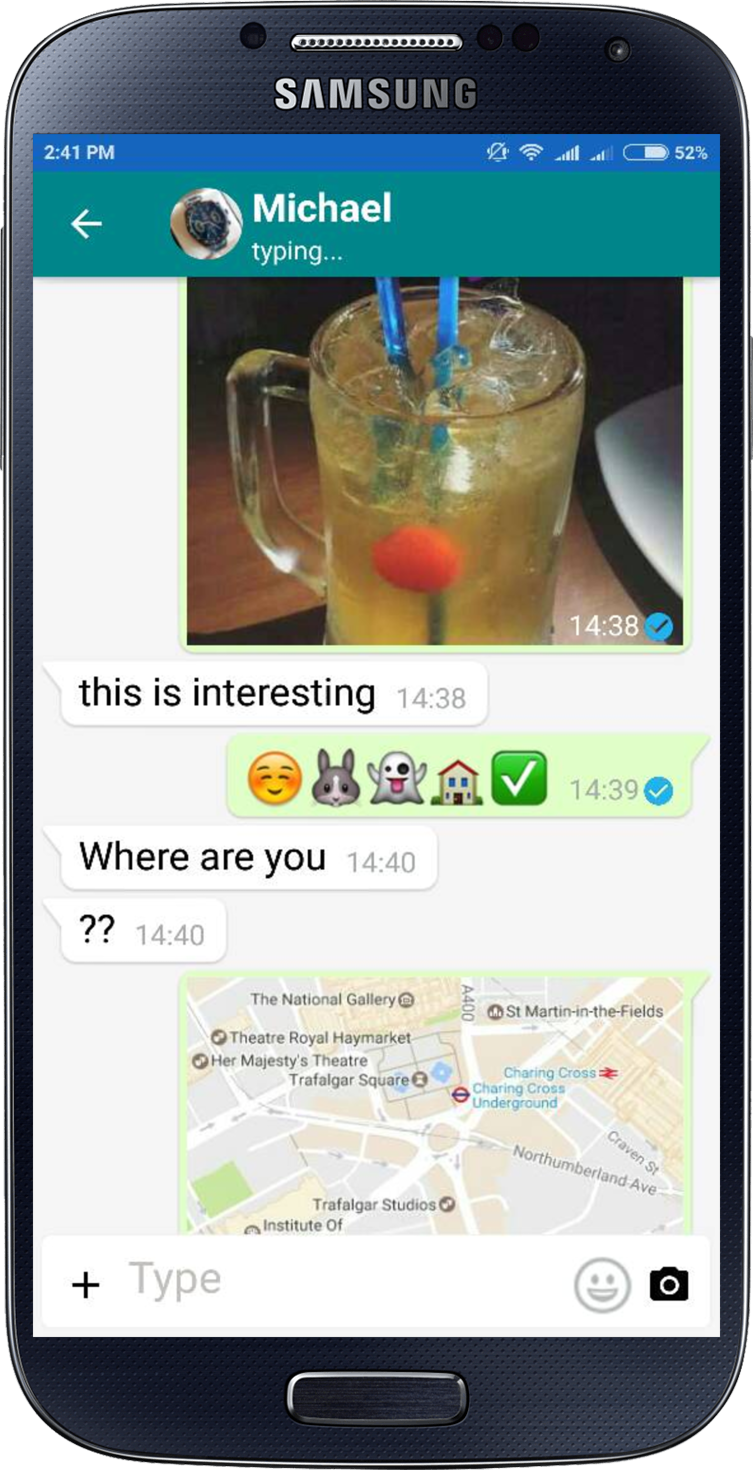 SAMSUNG
2:41 PM 52%
Michael
typing...
14:38
this is interesting 14:38
14:39
Where are you 14:40
?? 14:40
The National Gallery
A400
St Martin-in-the-Fields
Theatre Royal Haymarket
Her Majesty's Theatre
Trafalgar Square
Charing Cross
Charing Cross
Underground
Craven St
Northumberland Ave
Trafalgar Studios
Institute Of
Type